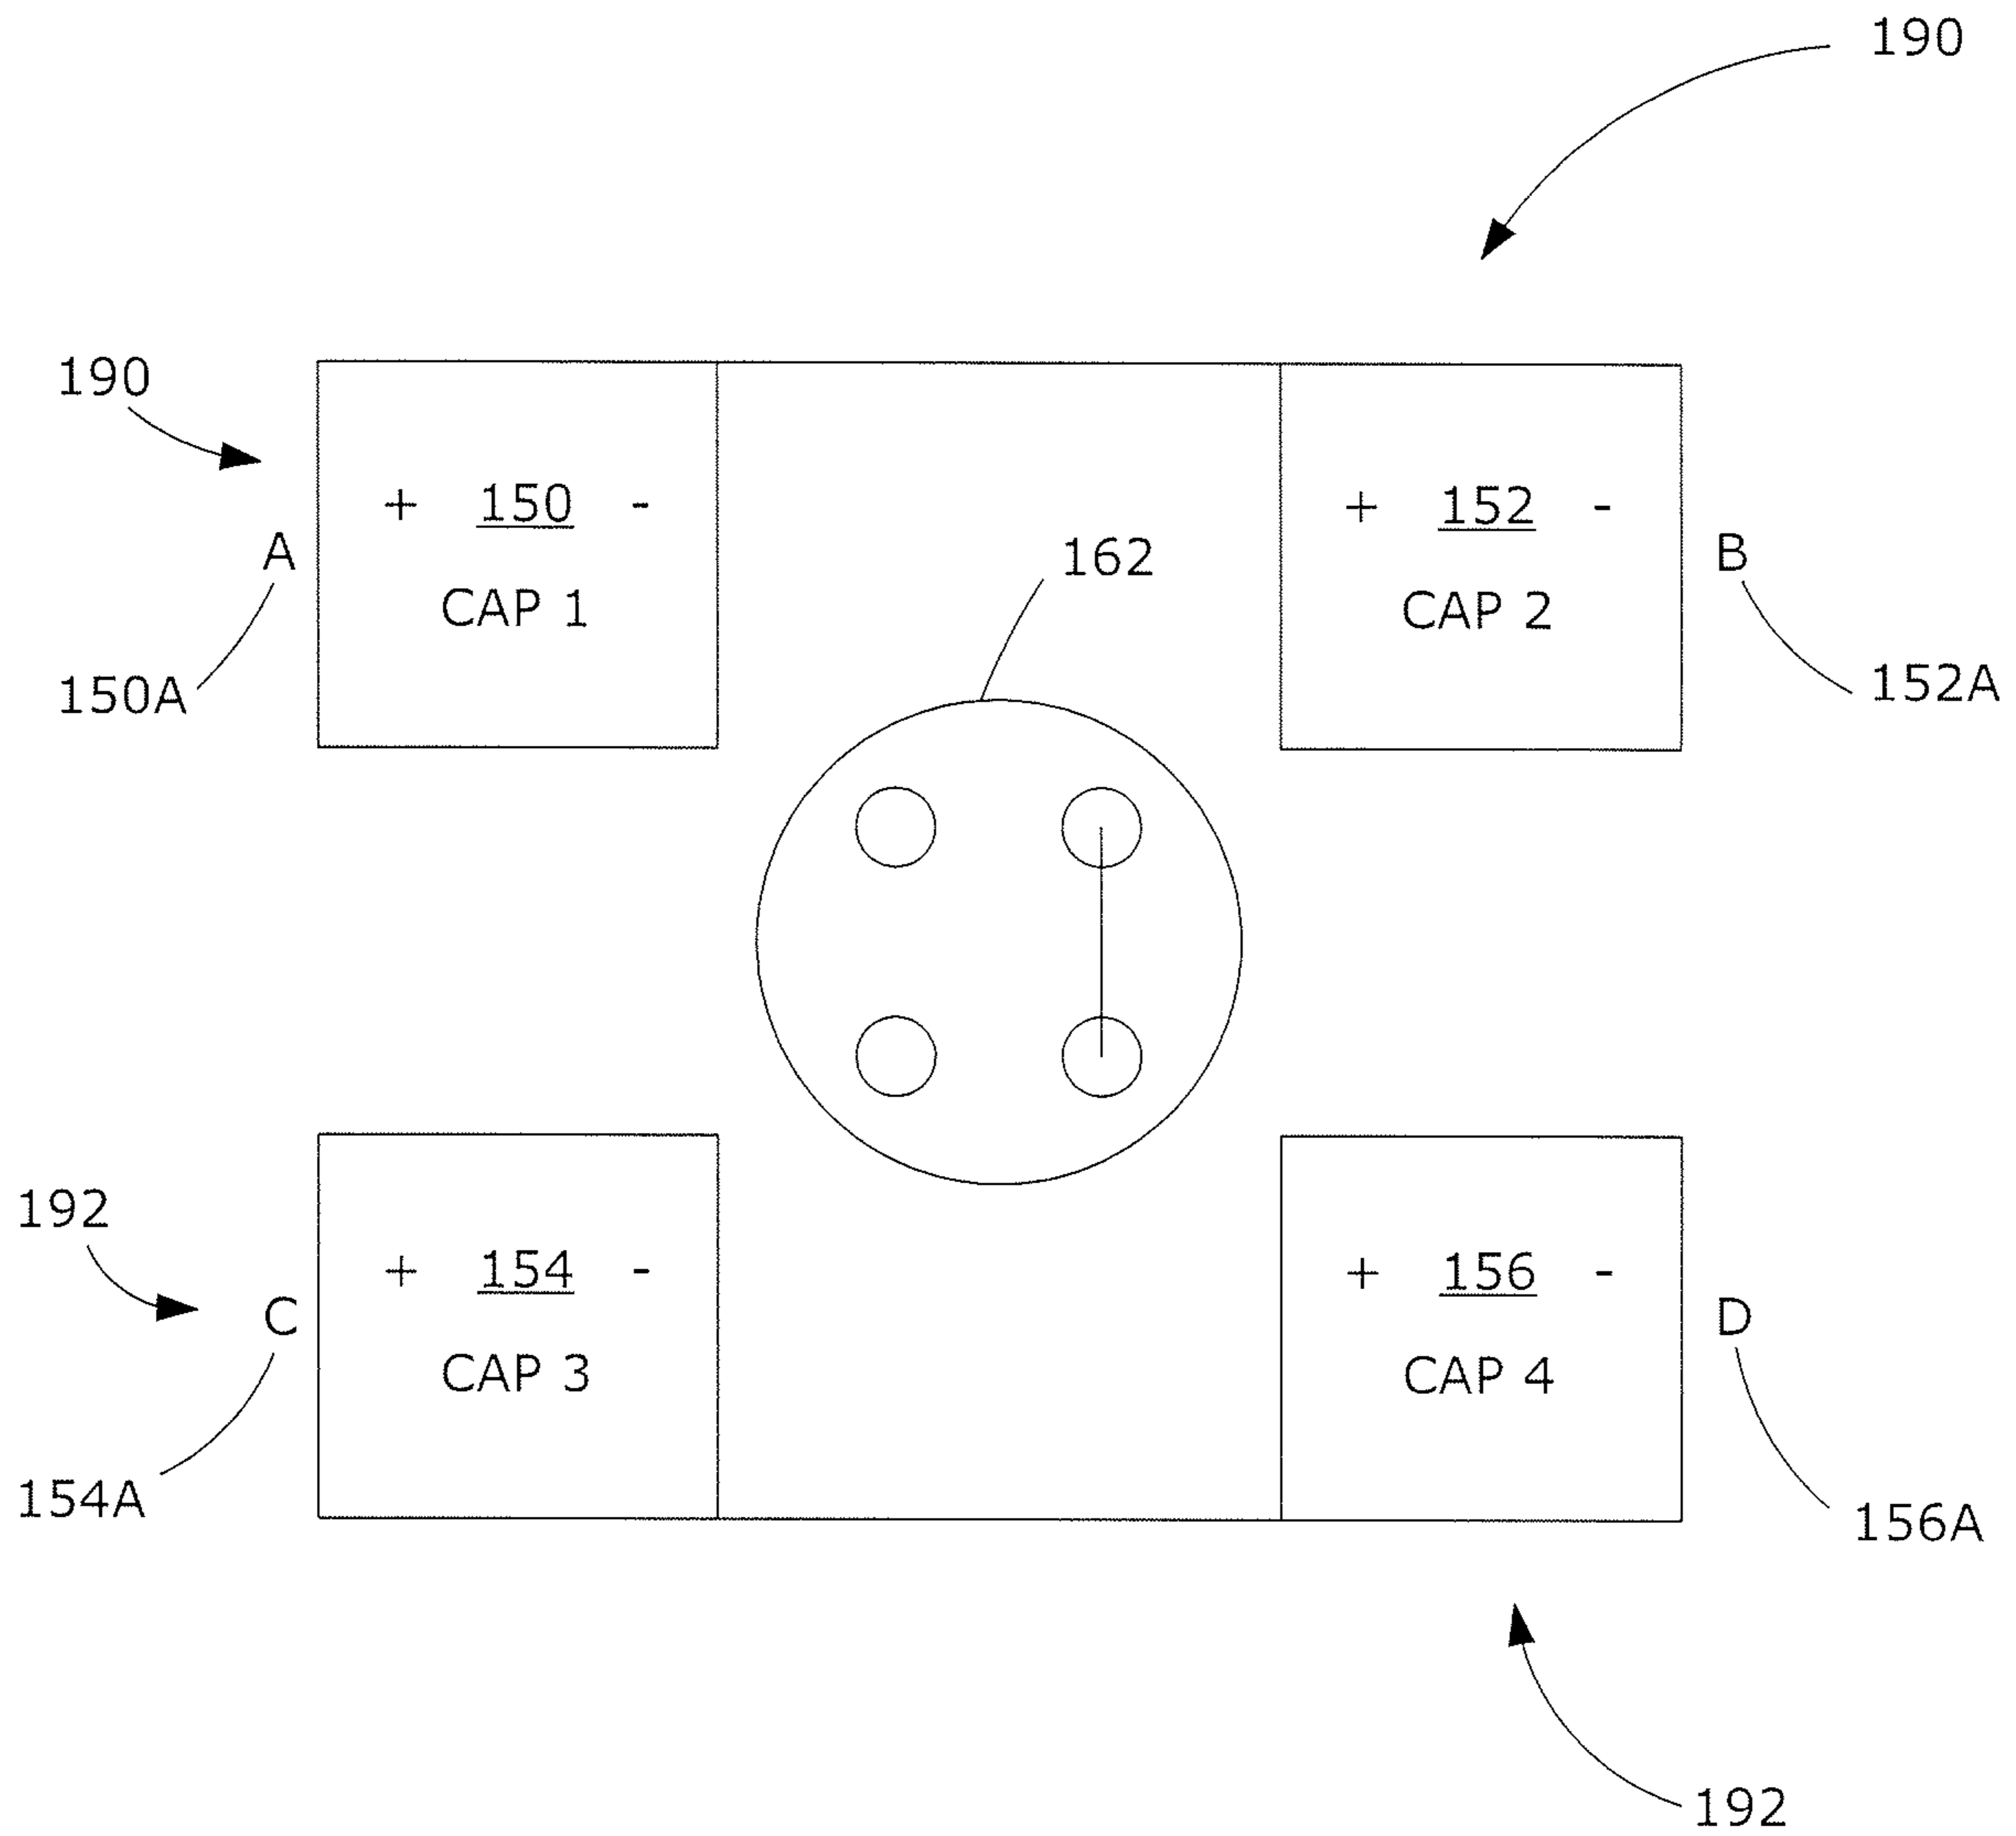 190
190
+ 150 -
+ 152 -
A
B
162
CAP 1
CAP 2
150A
152A
192
+ 154 -
+ 156 -
C
D
CAP 3
CAP 4
154A
156A
192